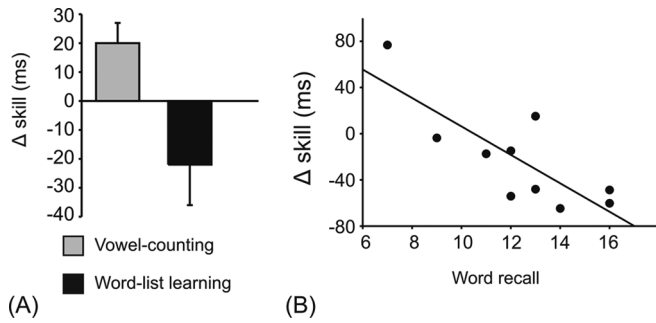 30
20
10
0
-10
-20
-30
-40
Δ skill (ms)
Vowel-counting
Word-list learning
(A)
80
40
0
-40
-80
Δ skill (ms)
6 8 10 12 14 16
Word recall
(B)